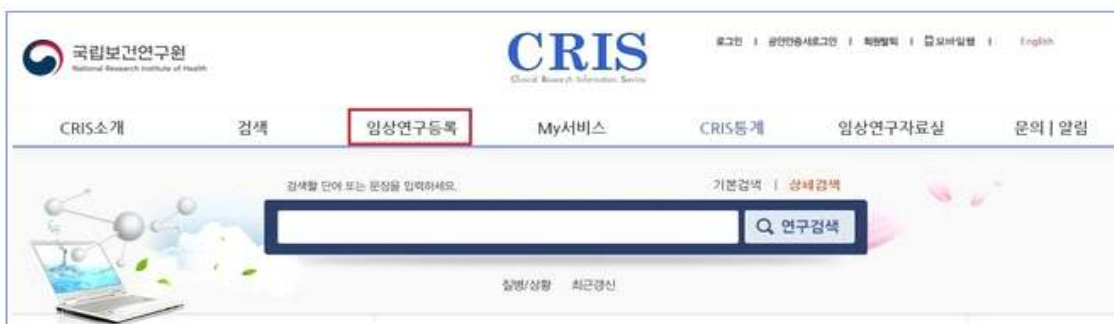 국립보건연구원
National Research Institute of Health
CRIS
Clinical Research Information Service
로그인 | 공인인증서로그인 | 회원탈퇴 | 모바일웹 | English
CRIS소개 검색 임상연구등록 My서비스 CRIS통계 임상연구자료실 문의 | 알림
검색할 단어 또는 문장을 입력하세요. 기본검색 | 상세검색
연구검색
질병/상황 최근갱신